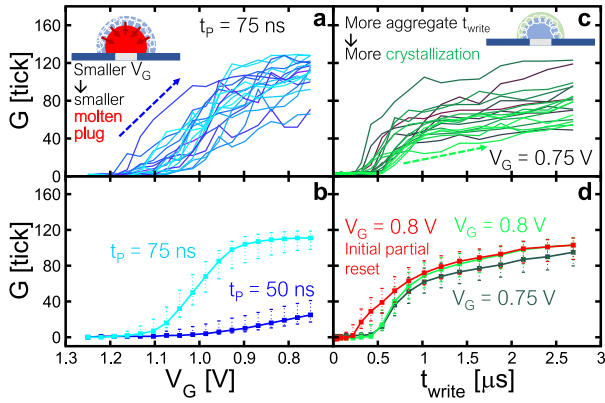 a
t_P = 75 ns
Smaller V_G
↓
smaller
molten
plug
G [tick]
160
120
80
40
0
c
More aggregate t_write
↓
More crystallization
V_G = 0.75 V
b
t_P = 75 ns
t_P = 50 ns
G [tick]
160
120
80
40
0
1.3
1.2
1.1
1.0
0.9
0.8
V_G [V]
d
V_G = 0.8 V
Initial partial
reset
V_G = 0.8 V
V_G = 0.75 V
0
0.5
1
1.5
2
2.5
3
t_write [μs]